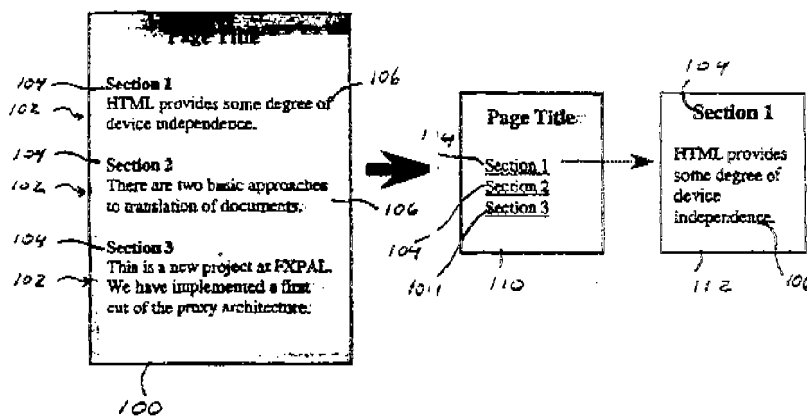 Page Title
104
Section 1
106
102
HTML provides some degree of
device independence.
104
Section 2
102
There are two basic approaches
to translation of documents.
106
104
Section 3
102
This is a new project at FXPAL.
We have implemented a first
cut of the proxy architecture.
100
Page Title
104
Section 1
Section 2
Section 3
104
104
110
104
Section 1
HTML provides
some degree of
device
independence.
112
106